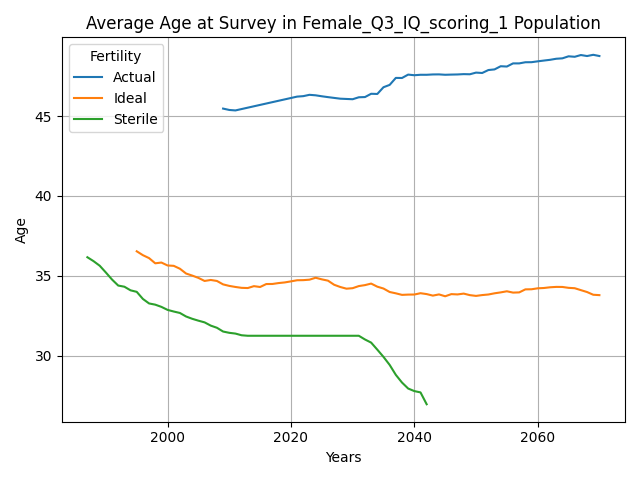 Average Age at Survey in Female_Q3_IQ_scoring_1 Population
Fertility
Actual
Ideal
Sterile
45
40
35
30
Age
2000
2020
2040
2060
Years